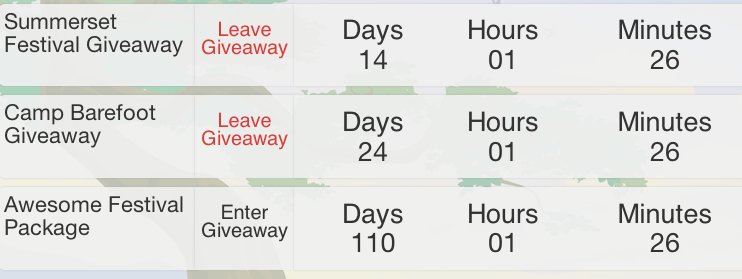 Summerset
Festival Giveaway
Leave
Giveaway
Days
14
Hours
01
Minutes
26
Camp Barefoot
Giveaway
Leave
Giveaway
Days
24
Hours
01
Minutes
26
Awesome Festival
Package
Enter
Giveaway
Days
110
Hours
01
Minutes
26